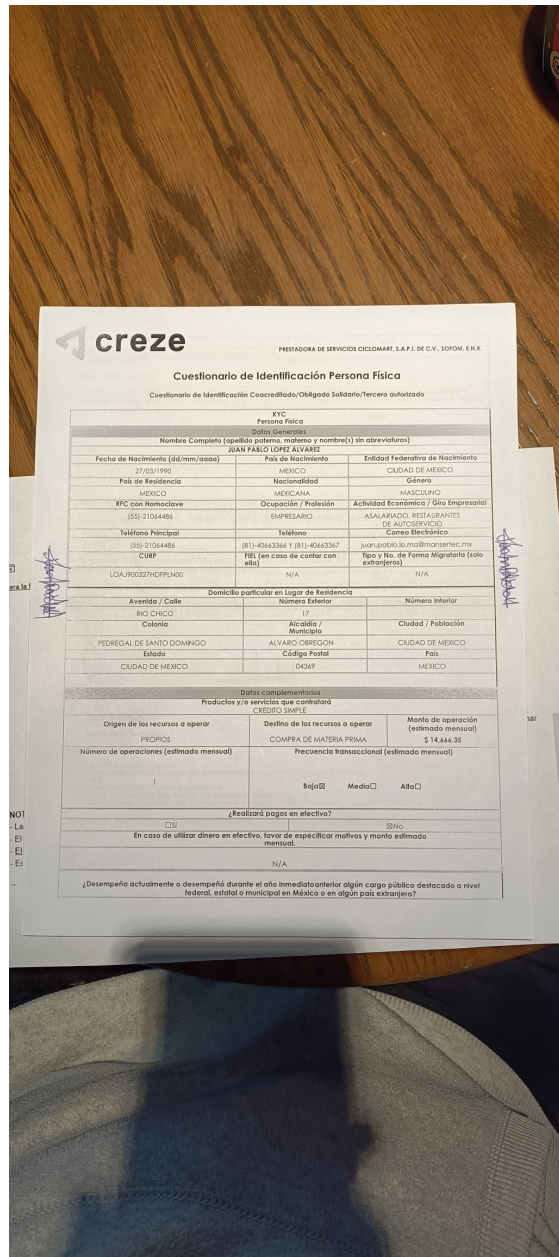 creze
PRESTADORA DE SERVICIOS CICLOMART, S.A.P.I. DE C.V., SOFOM, E.N.R.
Cuestionario de Identificación Persona Física
Cuestionario de Identificación Coacreditado/Obligado Solidario/Tercero autorizado
KYC
Persona Física
Datos Generales
Nombre Completo (apellido paterno, materno y nombre(s) sin abreviaturas)
JUAN PABLO LOPEZ ALVAREZ
Fecha de Nacimiento (dd/mm/aaaa) País de Nacimiento Entidad Federativa de Nacimiento
27/03/1990 MEXICO CIUDAD DE MEXICO
País de Residencia Nacionalidad Género
MEXICO MEXICANA MASCULINO
RFC con Homoclave Ocupación / Profesión Actividad Económica / Giro Empresarial
(55)-21064486 EMPRESARIO ASALARIADO, RESTAURANTES
DE AUTOSERVICIO
Teléfono Principal Teléfono Correo Electrónico
(55)-21064486 (81)-40663366 Y (81)-40663367 juan.pablo.lo.ma@mansertec.mx
CURP FIEL (en caso de contar con Tipo y No. de Forma Migratoria (solo
ella) extranjeros)
LOAJ900327HDFPLN00 N/A N/A
Domicilio particular en Lugar de Residencia
Avenida / Calle Número Exterior Número Interior
RIO CHICO 17
Colonia Alcaldía / Ciudad / Población
Municipio
PEDREGAL DE SANTO DOMINGO ALVARO OBREGON CIUDAD DE MEXICO
Estado Código Postal País
CIUDAD DE MEXICO 04369 MEXICO
Datos complementarios
Productos y/o servicios que contratará
CREDITO SIMPLE
Origen de los recursos a operar Destino de los recursos a operar Monto de operación
(estimado mensual)
PROPIOS COMPRA DE MATERIA PRIMA $ 14,666.35
Número de operaciones (estimado mensual) Frecuencia transaccional (estimado mensual)
1 Baja☒ Media☐ Alta☐
¿Realizará pagos en efectivo?
☐Sí ☒No
En caso de utilizar dinero en efectivo, favor de especificar motivos y monto estimado
mensual.
N/A
¿Desempeña actualmente o desempeñó durante el año inmediatoanterior algún cargo público destacado a nivel
federal, estatal o municipal en México o en algún país extranjero?
NOT
- La
- El
- El
- Es